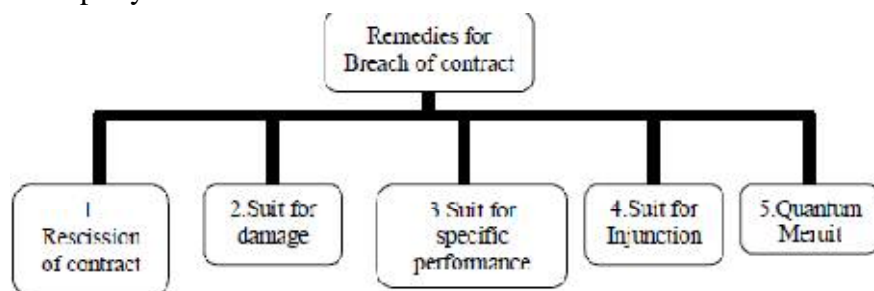 Remedies for
Breach of contract
1
Rescission
of contract
2.Suit for
damage
3.Suit for
specific
performance
4.Suit for
Injunction
5.Quantum
Meruit